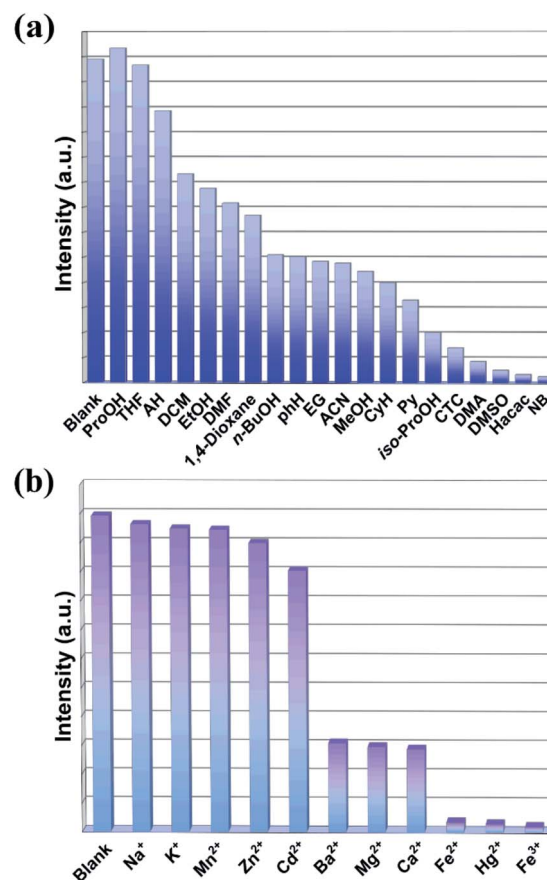 (a)
Intensity (a.u.)
Blank
ProOH
THF
AH
DCM
EtOH
DMF
1,4-Dioxane
n-BuOH
phH
EG
ACN
MeOH
CyH
Py
iso-ProOH
CTC
DMA
DMSO
Hacac
NB
(b)
Intensity (a.u.)
Blank
Na⁺
K⁺
Mn²⁺
Zn²⁺
Cd²⁺
Ba²⁺
Mg²⁺
Ca²⁺
Fe²⁺
Hg²⁺
Fe³⁺